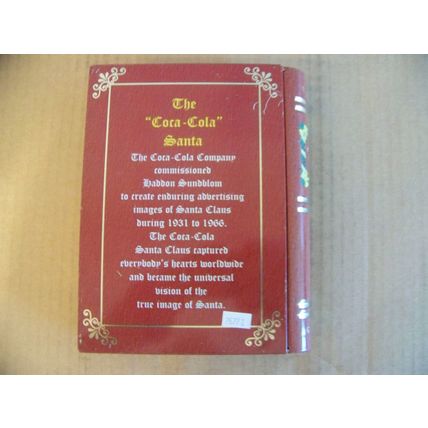 The
"Coca-Cola"
Santa
The Coca-Cola Company
commissioned
Haddon Sundblom
to create enduring advertising
images of Santa Claus
during 1931 to 1966.
The Coca-Cola
Santa Claus captured
everybody's hearts worldwide
and became the universal
vision of the
true image of Santa.